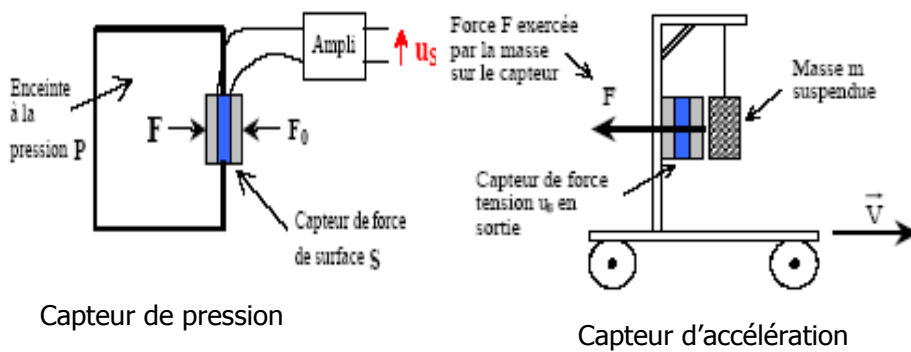 Enceinte
à la
pression P
F
F₀
Ampli
uS
Capteur de force
de surface S
Capteur de pression
Force F exercée
par la masse
sur le capteur
F
Masse m
suspendue
Capteur de force
tension uₛ en
sortie
V
Capteur d’accélération